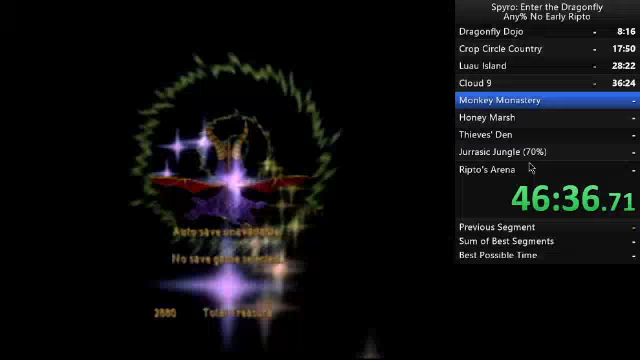 Spyro: Enter the Dragonfly
Any% No Early Ripto
Dragonfly Dojo - 8:16
Crop Circle Country - 17:50
Luau Island - 28:22
Cloud 9 - 36:24
Monkey Monastery -
Honey Marsh -
Thieves' Den -
Jurrasic Jungle (70%) -
Ripto's Arena -
46:36.71
Previous Segment -
Sum of Best Segments -
Best Possible Time -
Auto save unavailable
No save game selected
2880 Total Treasure